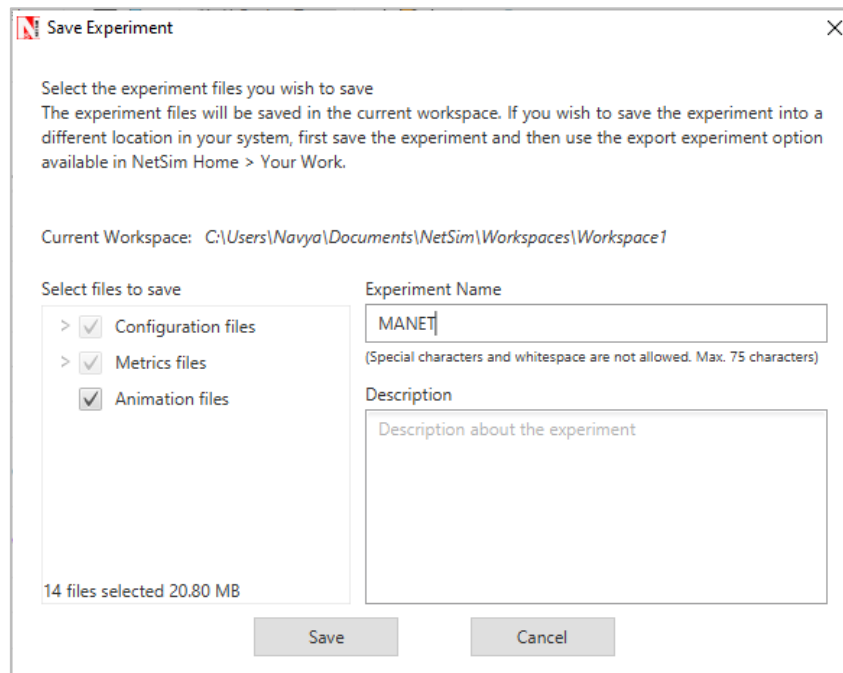 Save Experiment
Select the experiment files you wish to save
The experiment files will be saved in the current workspace. If you wish to save the experiment into a
different location in your system, first save the experiment and then use the export experiment option
available in NetSim Home > Your Work.
Current Workspace: C:\Users\Navya\Documents\NetSim\Workspaces\Workspace1
Select files to save
Configuration files
Metrics files
Animation files
14 files selected 20.80 MB
Experiment Name
MANET
(Special characters and whitespace are not allowed. Max. 75 characters)
Description
Description about the experiment
Save
Cancel